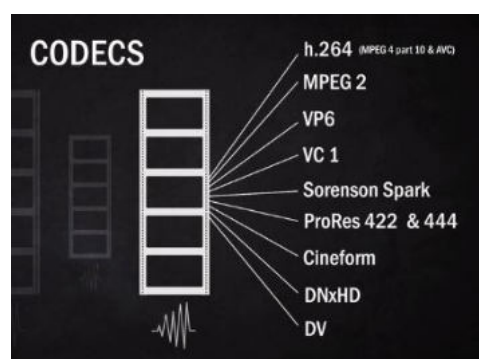 CODECS
h.264 (MPEG 4 part 10 & AVC)
MPEG 2
VP6
VC 1
Sorenson Spark
ProRes 422 & 444
Cineform
DNxHD
DV